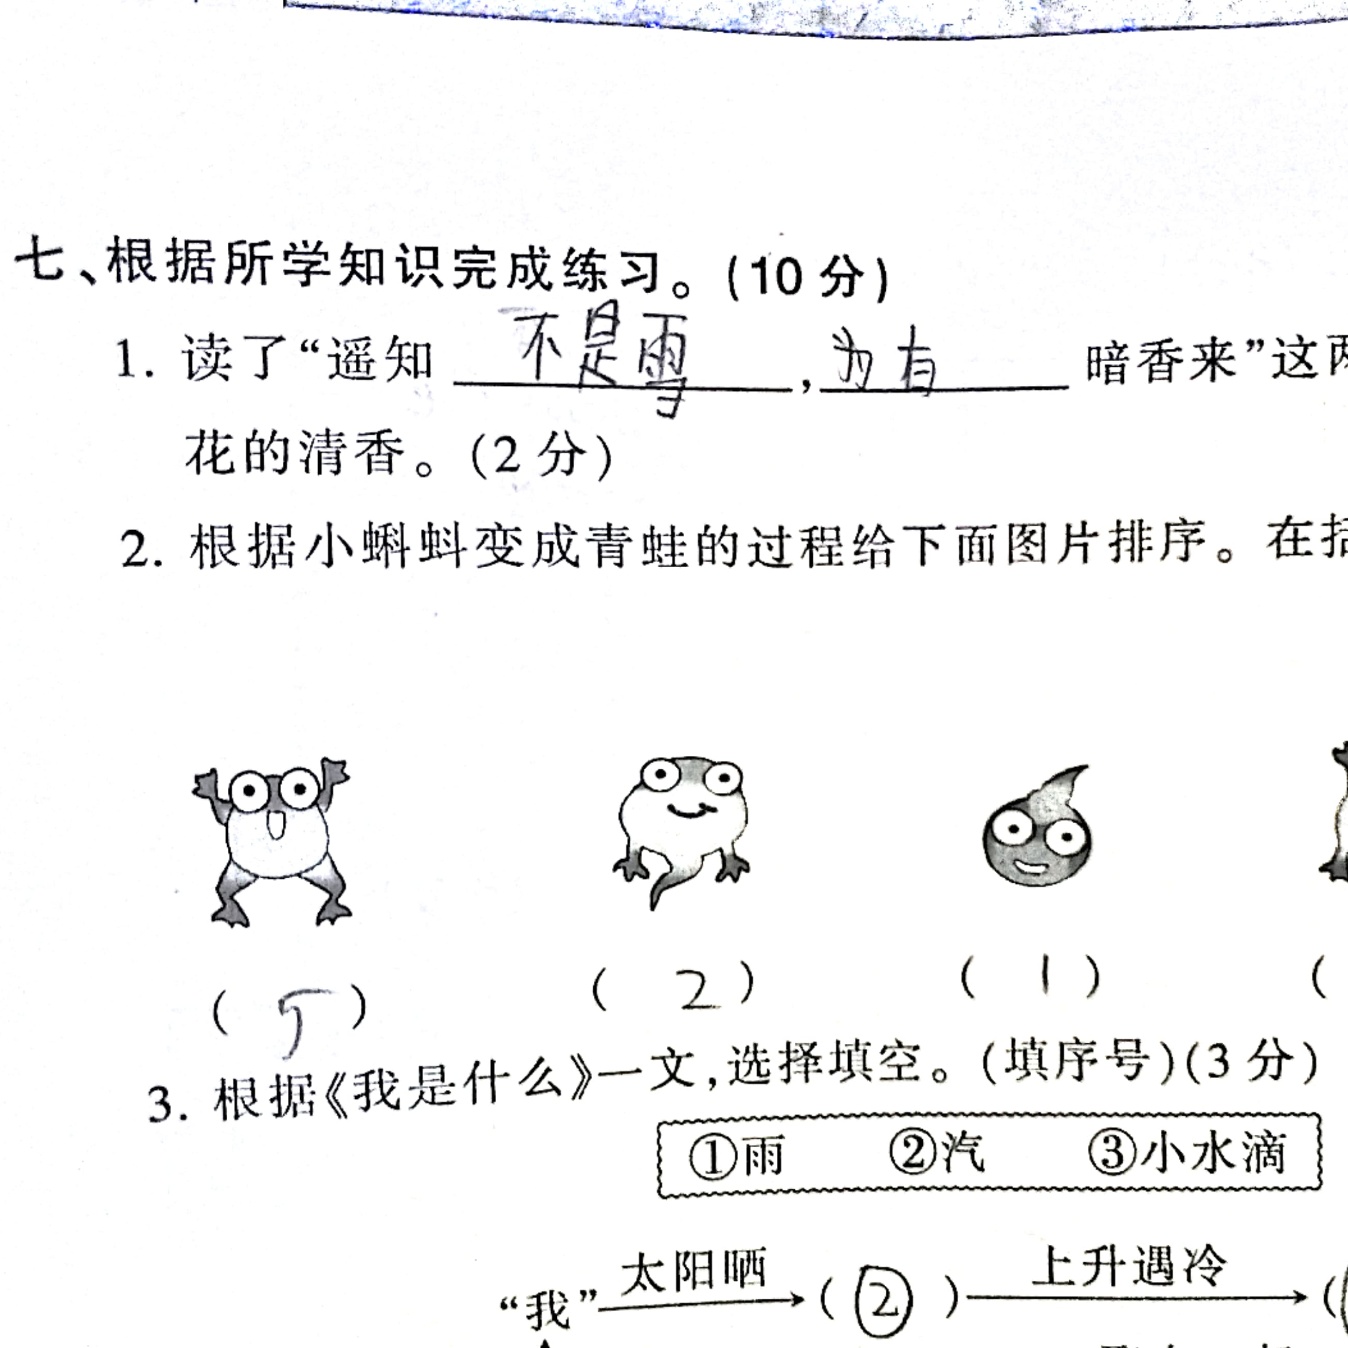 七、根据所学知识完成练习。(10分)
1. 读了“遥知 不是雪,为有 暗香来”这两
花的清香。(2分)
2. 根据小蝌蚪变成青蛙的过程给下面图片排序。在括
( 5 ) ( 2 ) ( 1 ) (
3. 根据《我是什么》一文,选择填空。(填序号)(3分)
①雨 ②汽 ③小水滴
太阳晒 上升遇冷
“我” ( ② ) (